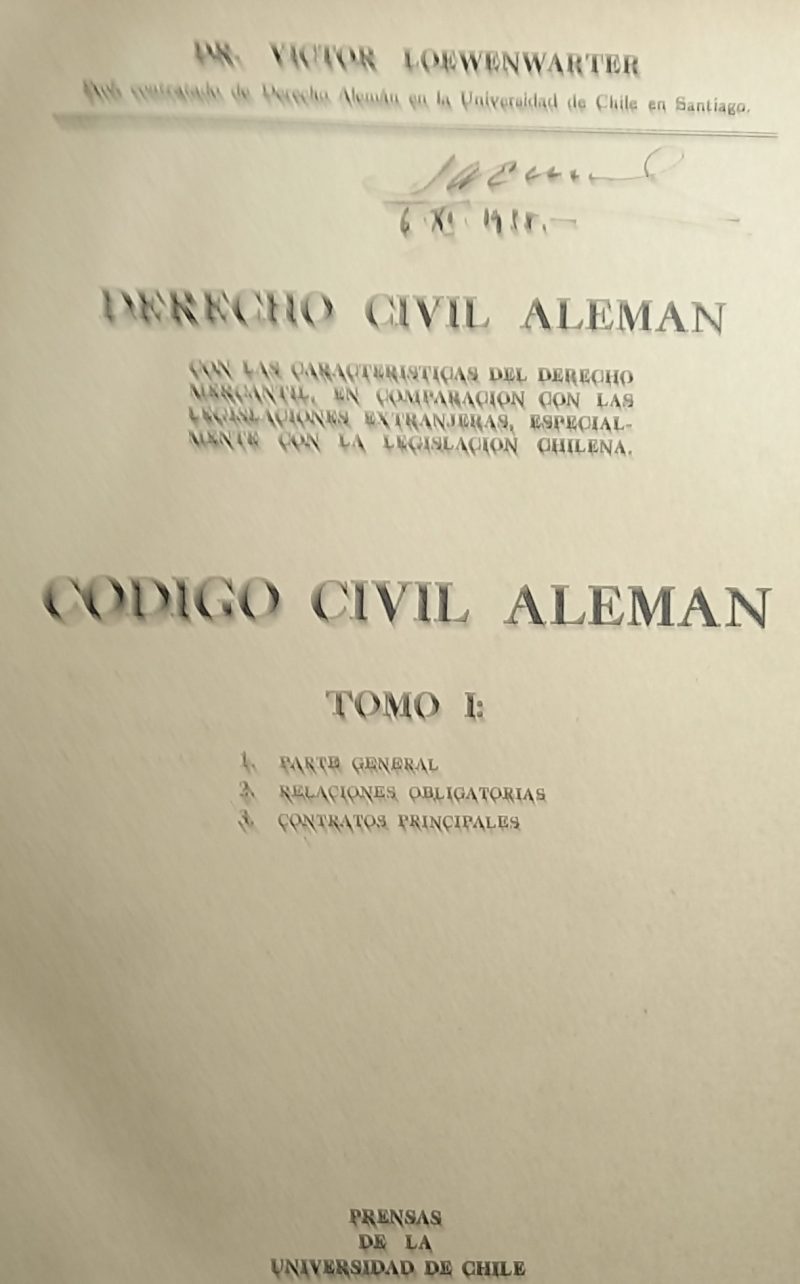 DR. VICTOR LOEWENWARTER
Prof. contratado de Derecho Alemán en la Universidad de Chile en Santiago.
6 XI
DERECHO CIVIL ALEMAN
CON LAS CARACTERISTICAS DEL DERECHO
MERCANTIL, EN COMPARACION CON LAS
LEGISLACIONES EXTRANJERAS, ESPECIAL-
MENTE CON LA LEGISLACION CHILENA.
CODIGO CIVIL ALEMAN
TOMO I:
1. PARTE GENERAL
2. RELACIONES OBLIGATORIAS
3. CONTRATOS PRINCIPALES
PRENSAS
DE LA
UNIVERSIDAD DE CHILE